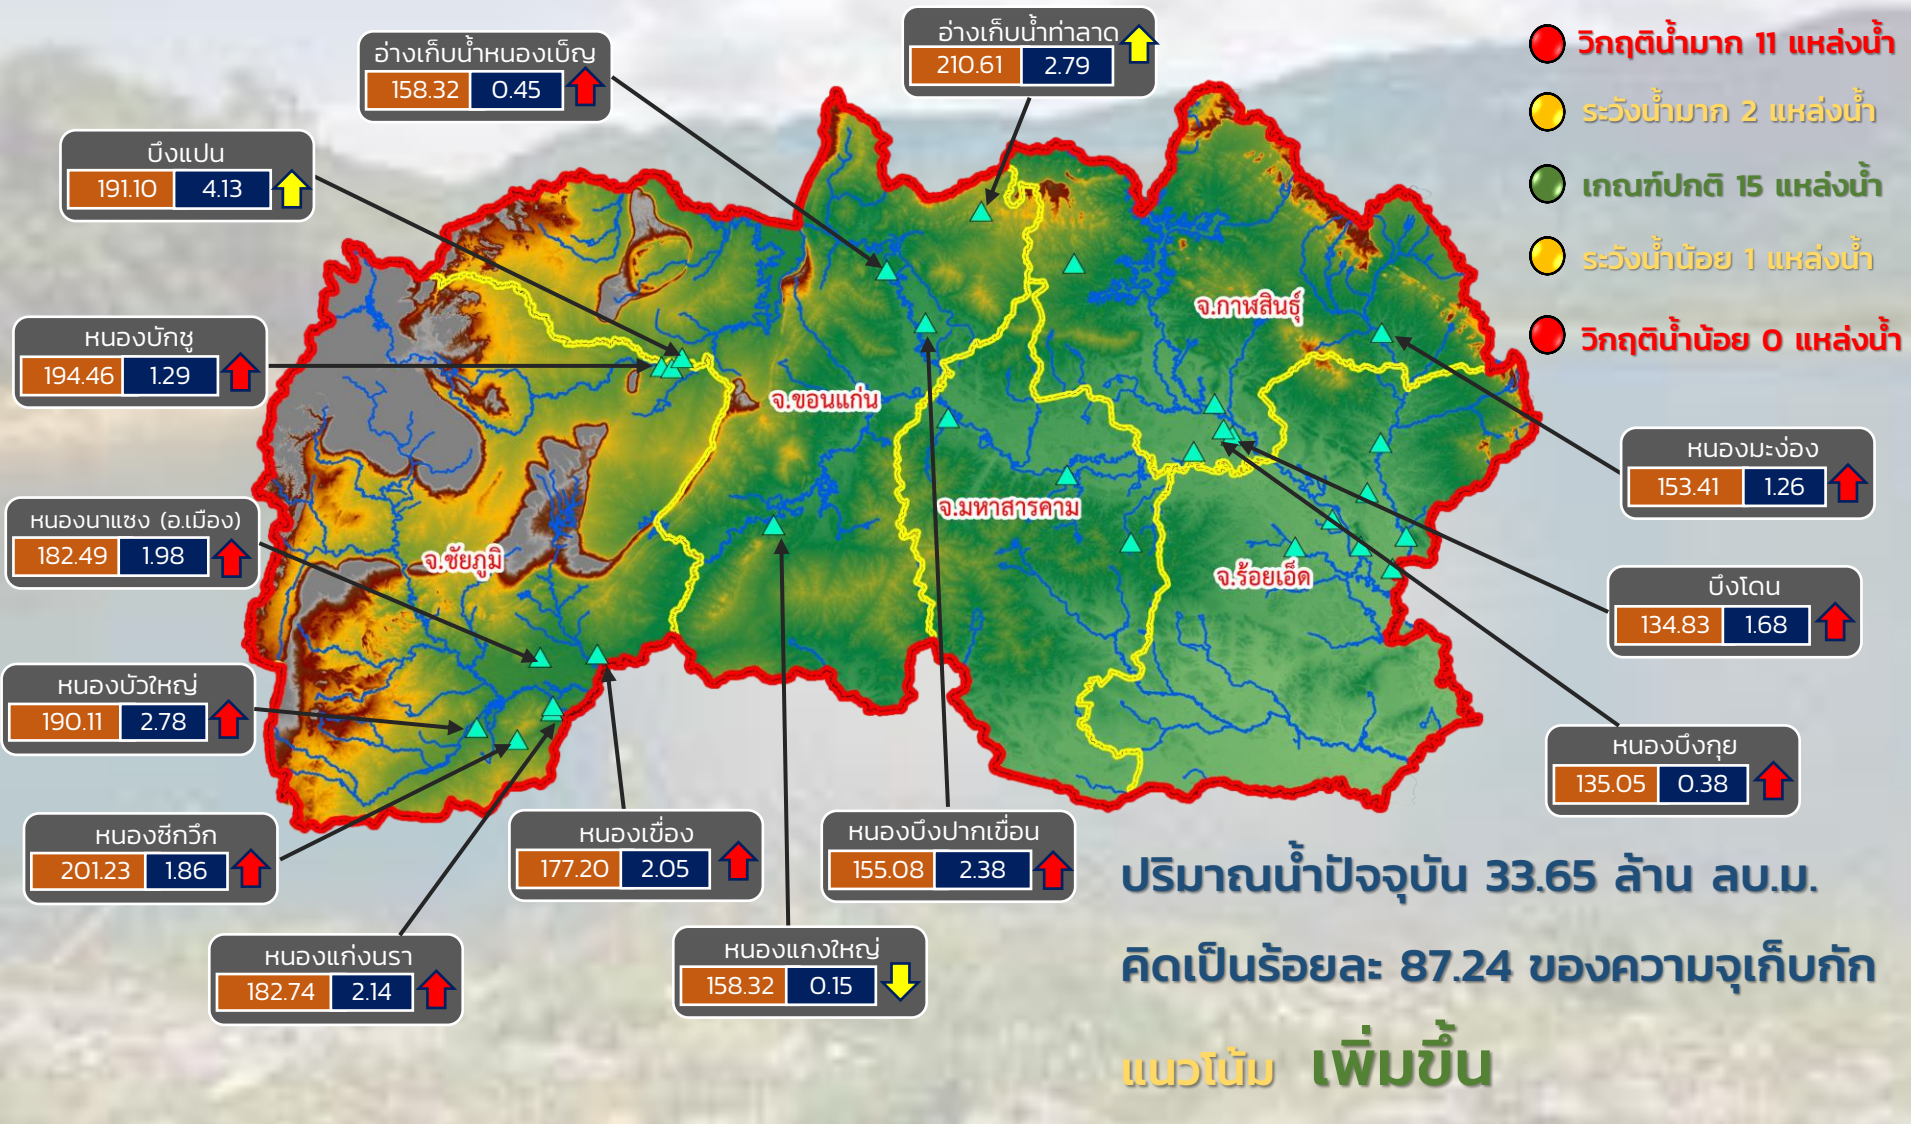 อ่างเก็บน้ำหนองเบ็ญ
158.32 0.45
อ่างเก็บน้ำท่าลาด
210.61 2.79
บึงแปน
191.10 4.13
หนองบักชู
194.46 1.29
หนองนาแซง (อ.เมือง)
182.49 1.98
หนองบัวใหญ่
190.11 2.78
หนองซีกวึก
201.23 1.86
หนองแก่งนรา
182.74 2.14
หนองเขื่อง
177.20 2.05
หนองแกงใหญ่
158.32 0.15
หนองบึงปากเขื่อน
155.08 2.38
หนองมะง่อง
153.41 1.26
บึงโดน
134.83 1.68
หนองบึงกุย
135.05 0.38
จ.ชัยภูมิ
จ.ขอนแก่น
จ.มหาสารคาม
จ.กาฬสินธุ์
จ.ร้อยเอ็ด
วิกฤติน้ำมาก 11 แหล่งน้ำ
ระวังน้ำมาก 2 แหล่งน้ำ
เกณฑ์ปกติ 15 แหล่งน้ำ
ระวังน้ำน้อย 1 แหล่งน้ำ
วิกฤติน้ำน้อย 0 แหล่งน้ำ
ปริมาณน้ำปัจจุบัน 33.65 ล้าน ลบ.ม.
คิดเป็นร้อยละ 87.24 ของความจุเก็บกัก
แนวโน้ม เพิ่มขึ้น